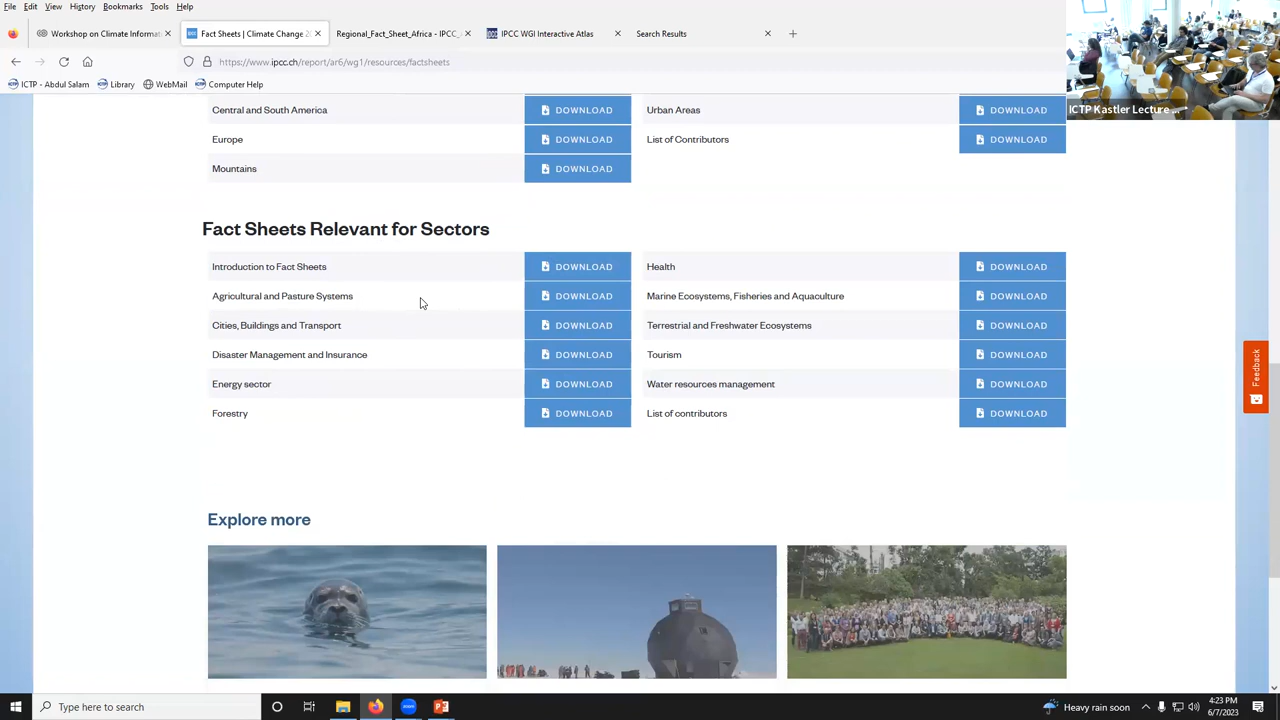 File Edit View History Bookmarks Tools Help
Workshop on Climate Informat
Fact Sheets | Climate Change 2
Regional_Fact_Sheet_Africa - IPCC_
IPCC WGI Interactive Atlas
Search Results
https://www.ipcc.ch/report/ar6/wg1/resources/factsheets
ICTP - Abdul Salam
Library
WebMail
Computer Help
ICTP Kastler Lecture ...
Central and South America DOWNLOAD
Urban Areas DOWNLOAD
Europe DOWNLOAD
List of Contributors DOWNLOAD
Mountains DOWNLOAD
Fact Sheets Relevant for Sectors
Introduction to Fact Sheets DOWNLOAD
Health DOWNLOAD
Agricultural and Pasture Systems DOWNLOAD
Marine Ecosystems, Fisheries and Aquaculture DOWNLOAD
Cities, Buildings and Transport DOWNLOAD
Terrestrial and Freshwater Ecosystems DOWNLOAD
Disaster Management and Insurance DOWNLOAD
Tourism DOWNLOAD
Energy sector DOWNLOAD
Water resources management DOWNLOAD
Forestry DOWNLOAD
List of contributors DOWNLOAD
Feedback
Explore more
Type here to search
Heavy rain soon
4:23 PM
6/7/2023